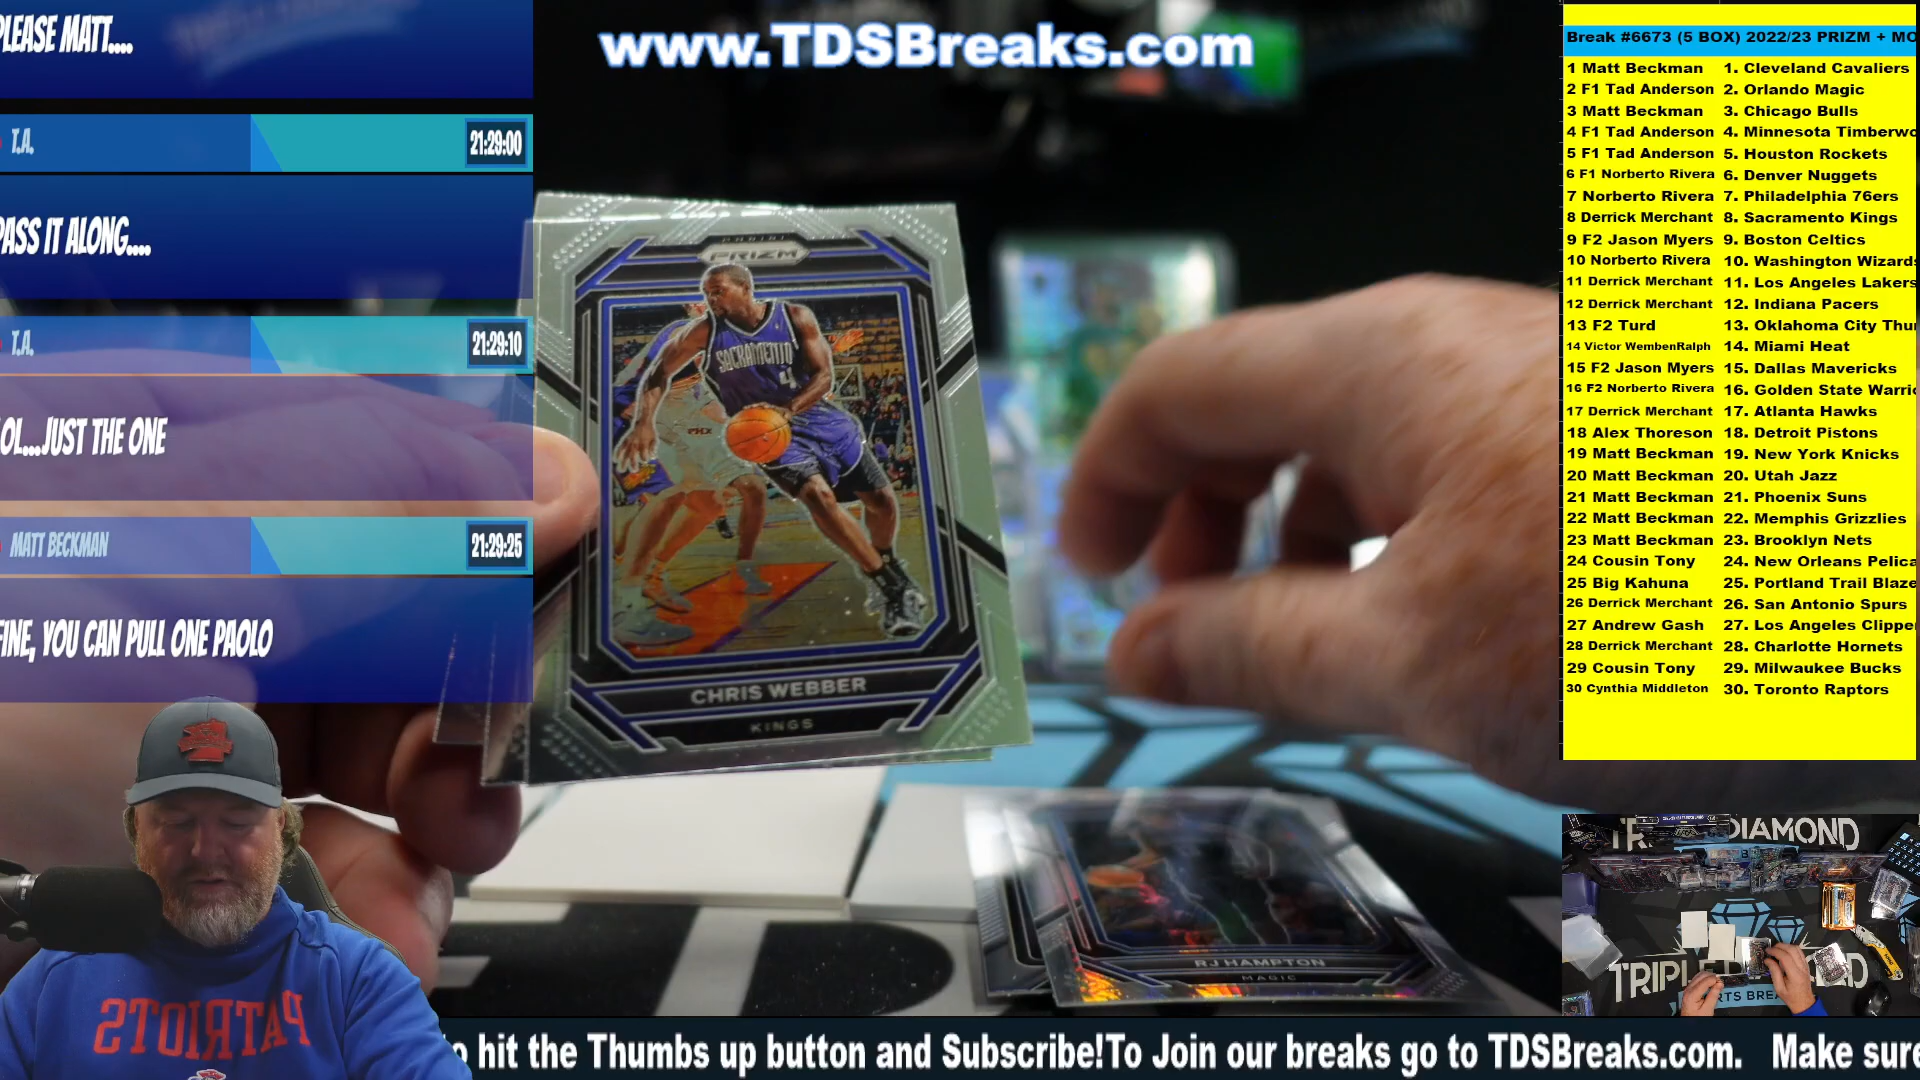 PLEASE MATT....
T.A.
21:29:00
PASS IT ALONG....
T.A.
21:29:10
OL...JUST THE ONE
MATT BECKMAN
21:29:25
FINE, YOU CAN PULL ONE PAOLO
www.TDSBreaks.com
PANINI
PRIZM
SACRAMENTO
4
PHX
CHRIS WEBBER
KINGS
RJ HAMPTON
MAGIC
PATRIOTS
Break #6673 (5 BOX) 2022/23 PRIZM + MO
1 Matt Beckman 1. Cleveland Cavaliers
2 F1 Tad Anderson 2. Orlando Magic
3 Matt Beckman 3. Chicago Bulls
4 F1 Tad Anderson 4. Minnesota Timberwo
5 F1 Tad Anderson 5. Houston Rockets
6 F1 Norberto Rivera 6. Denver Nuggets
7 Norberto Rivera 7. Philadelphia 76ers
8 Derrick Merchant 8. Sacramento Kings
9 F2 Jason Myers 9. Boston Celtics
10 Norberto Rivera 10. Washington Wizards
11 Derrick Merchant 11. Los Angeles Lakers
12 Derrick Merchant 12. Indiana Pacers
13 F2 Turd 13. Oklahoma City Thu
14 Victor WembenRalph 14. Miami Heat
15 F2 Jason Myers 15. Dallas Mavericks
16 F2 Norberto Rivera 16. Golden State Warric
17 Derrick Merchant 17. Atlanta Hawks
18 Alex Thoreson 18. Detroit Pistons
19 Matt Beckman 19. New York Knicks
20 Matt Beckman 20. Utah Jazz
21 Matt Beckman 21. Phoenix Suns
22 Matt Beckman 22. Memphis Grizzlies
23 Matt Beckman 23. Brooklyn Nets
24 Cousin Tony 24. New Orleans Pelica
25 Big Kahuna 25. Portland Trail Blaze
26 Derrick Merchant 26. San Antonio Spurs
27 Andrew Gash 27. Los Angeles Clipper
28 Derrick Merchant 28. Charlotte Hornets
29 Cousin Tony 29. Milwaukee Bucks
30 Cynthia Middleton 30. Toronto Raptors
DIAMOND
TRIPLE
o hit the Thumbs up button and Subscribe!To Join our breaks go to TDSBreaks.com. Make sure